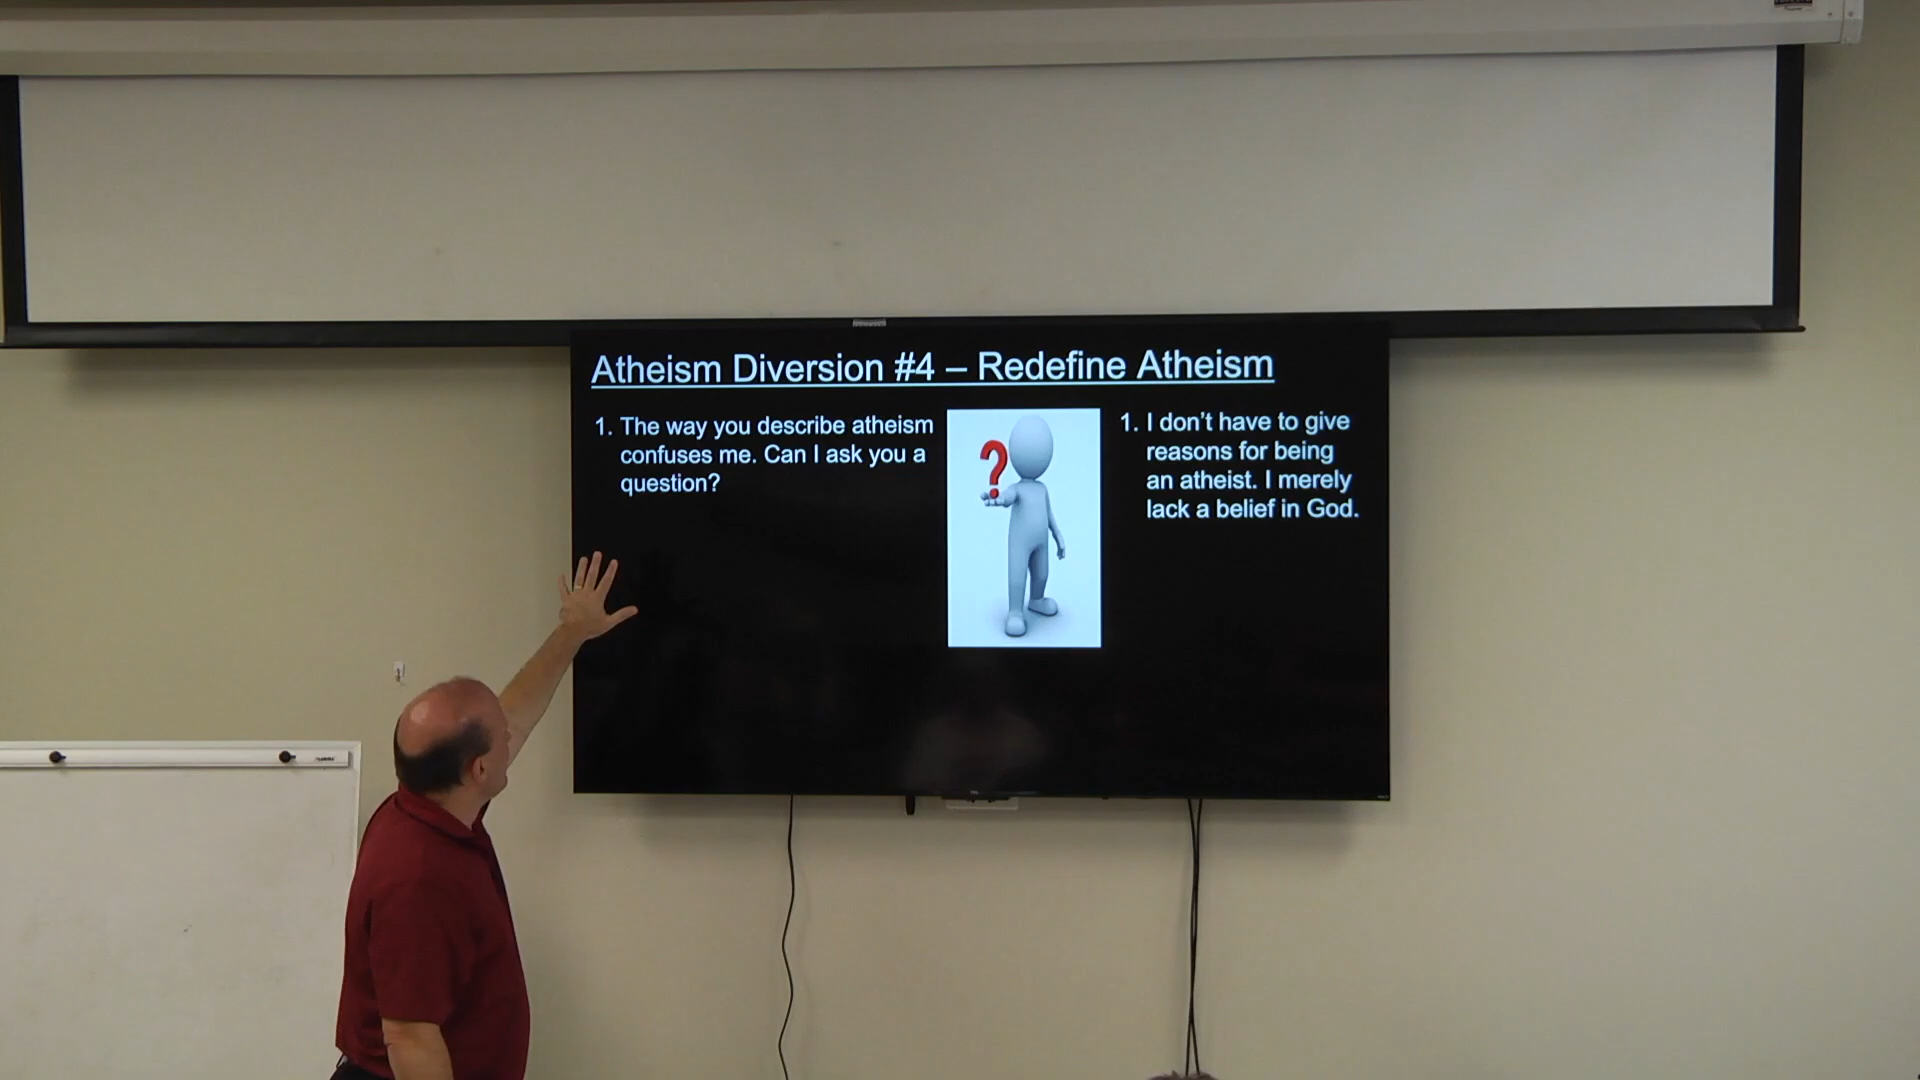 Atheism Diversion #4 – Redefine Atheism
1. The way you describe atheism
confuses me. Can I ask you a
question?
?
1. I don't have to give
reasons for being
an atheist. I merely
lack a belief in God.